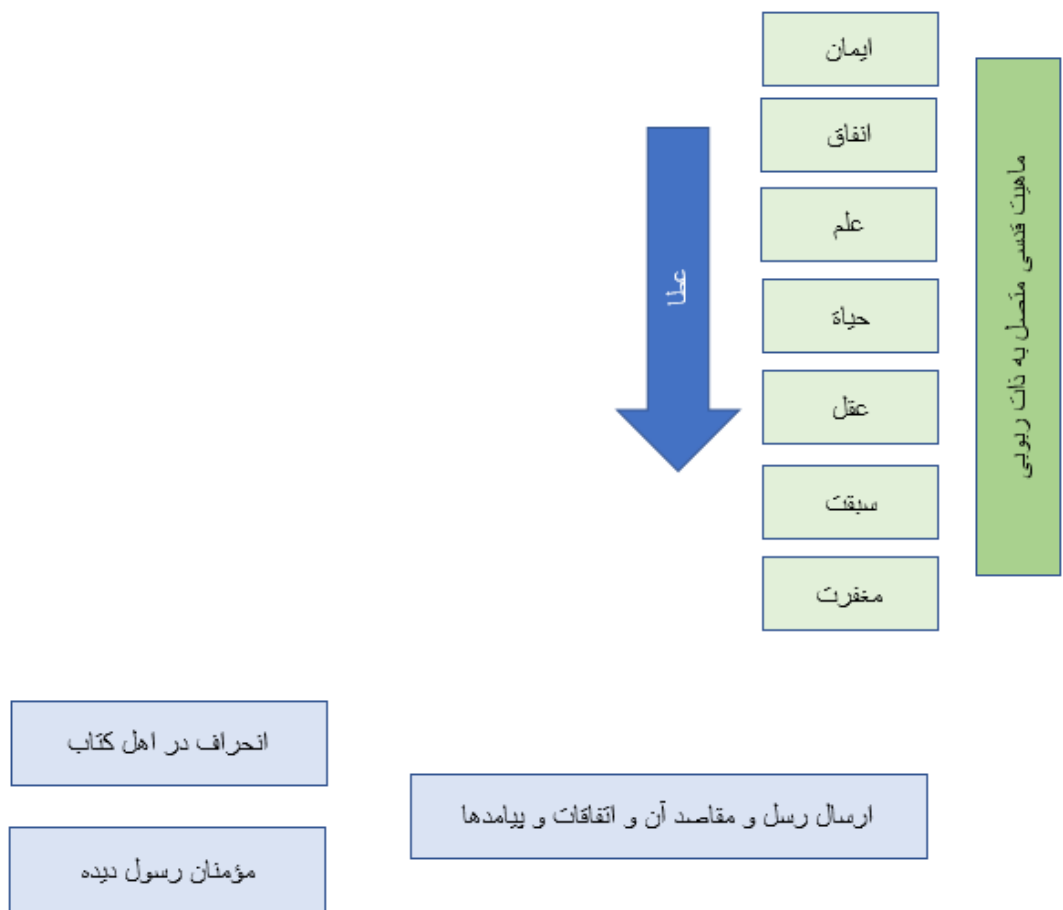 ماهیت قدسی متصل به ذات ربوبی
ایمان
انفاق
علم
حیاة
عقل
سبقت
مغفرت
عطا
ارسال رسل و مقاصد آن و اتفاقات و پیامدها
انحراف در اهل کتاب
مؤمنان رسول دیده